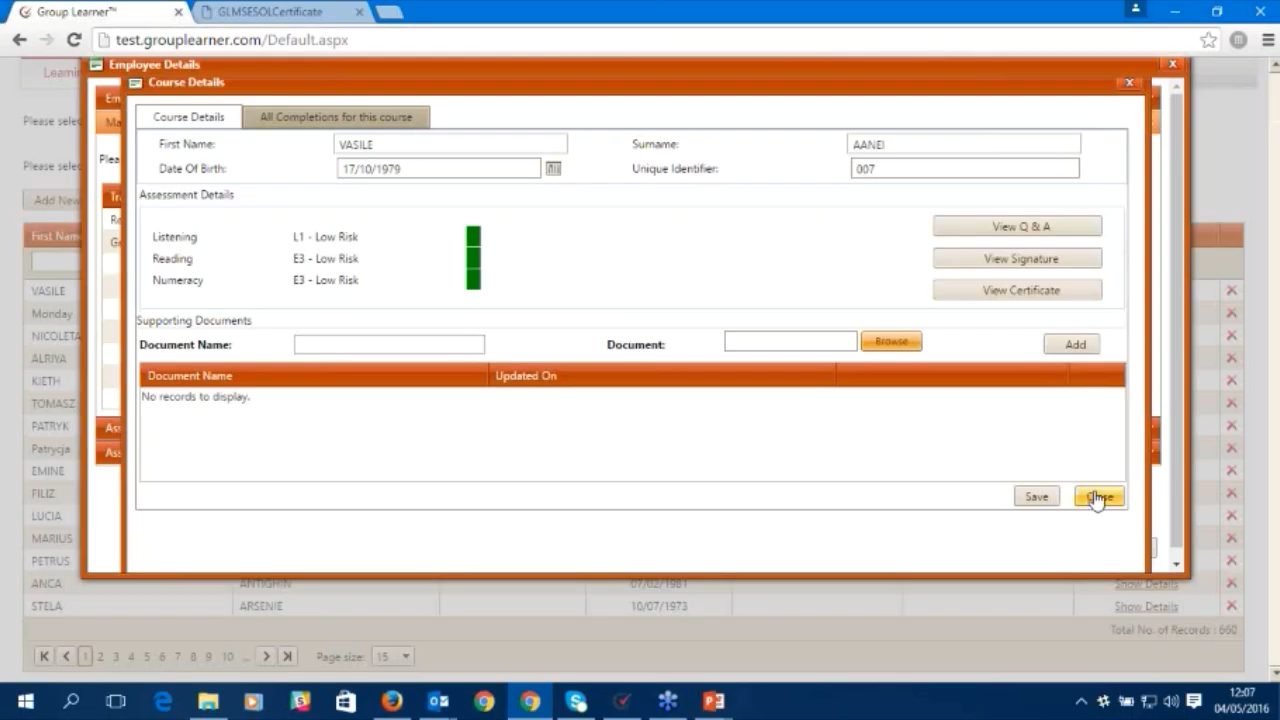 Group Learner™
GLMSESOLCertificate
test.grouplearner.com/Default.aspx
Employee Details
Course Details
Course Details All Completions for this course
First Name: VASILE Surname: AANEI
Date Of Birth: 17/10/1979 Unique Identifier: 007
Assessment Details
Listening L1 - Low Risk
Reading E3 - Low Risk
Numeracy E3 - Low Risk
View Q & A
View Signature
View Certificate
Supporting Documents
Document Name: Document: Browse Add
Document Name Updated On
No records to display.
Save Close
Please
Please
Add New
First Name
VASILE
Monday
NICOLETA
ALRIYA
KIETH
TOMASZ
PATRYK
Patrycja
EMINE
FILIZ
LUCIA
MARIUS
PETRUS
ANCA ANTIGHIN 07/02/1981 Show Details
STELA ARSENIE 10/07/1973 Show Details
Total No. of Records : 660
1 2 3 4 5 6 7 8 9 10 ... Page size: 15
12:07
04/05/2016